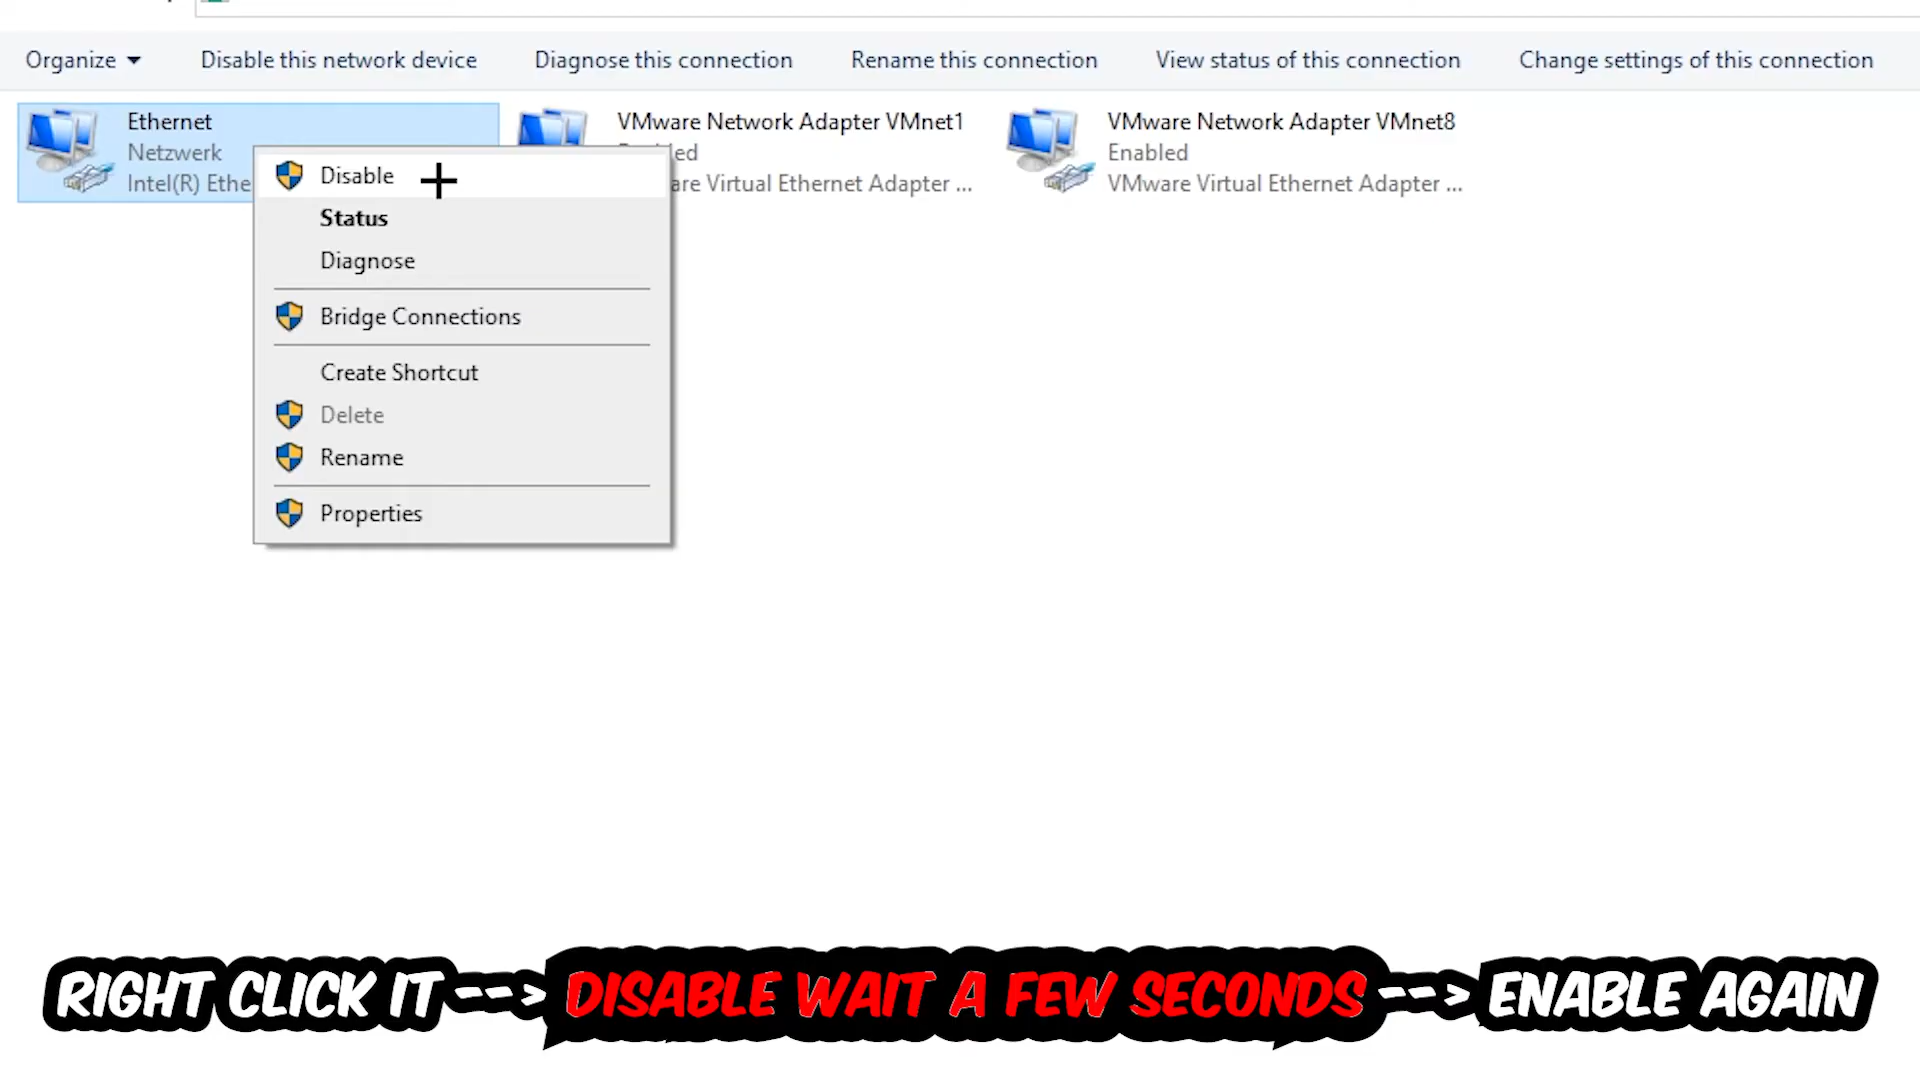 Organize Disable this network device Diagnose this connection Rename this connection View status of this connection Change settings of this connection
Ethernet
Netzwerk
Intel(R) Ethe
VMware Network Adapter VMnet1
ed
are Virtual Ethernet Adapter ...
VMware Network Adapter VMnet8
Enabled
VMware Virtual Ethernet Adapter ...
Disable
Status
Diagnose
Bridge Connections
Create Shortcut
Delete
Rename
Properties
RIGHT CLICK IT --> DISABLE WAIT A FEW SECONDS --> ENABLE AGAIN